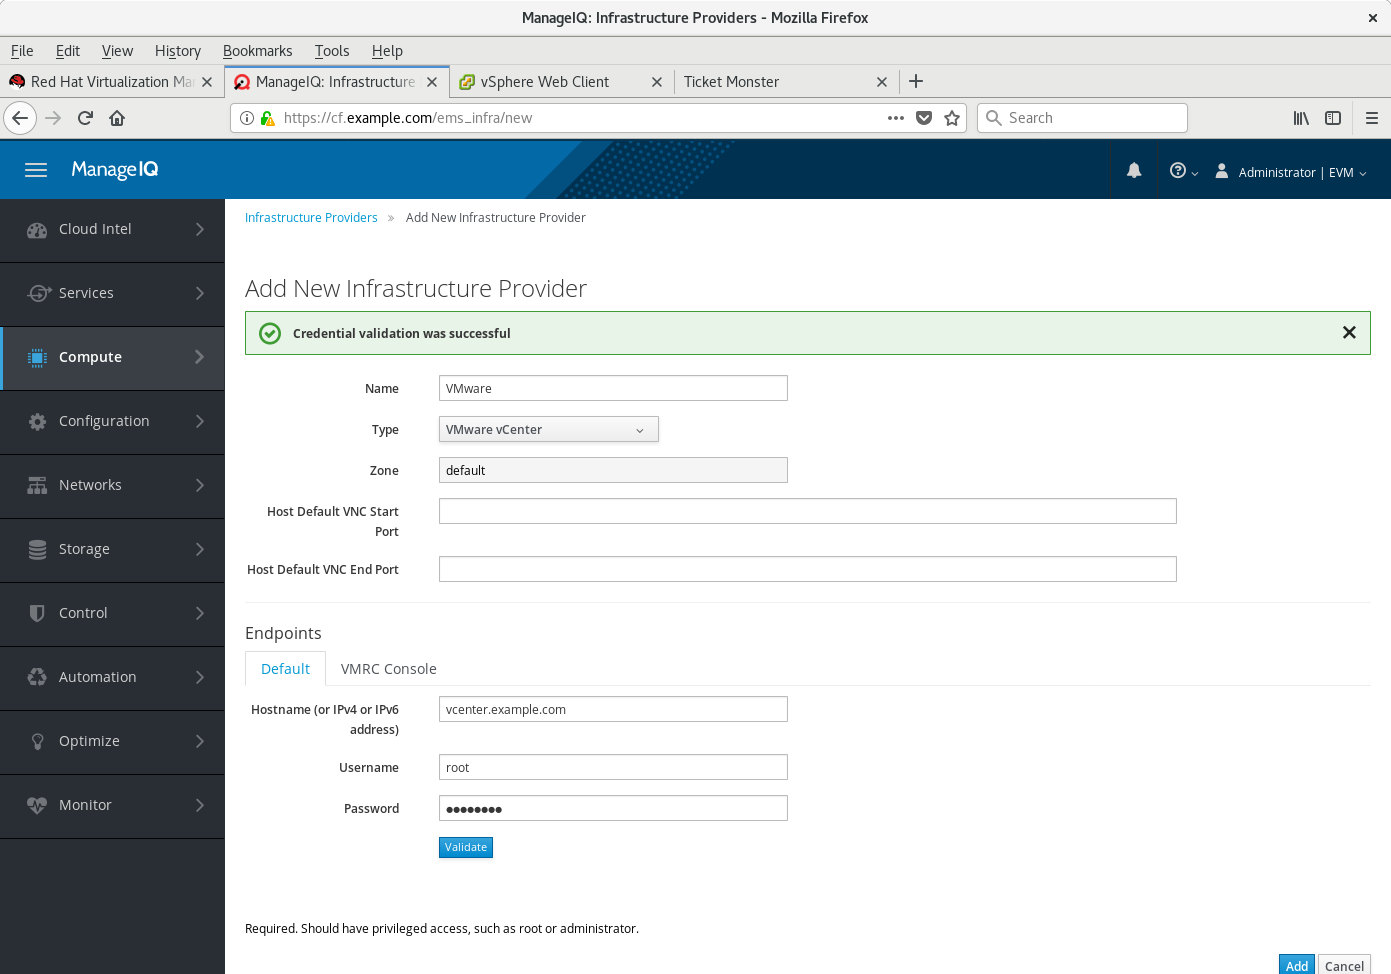 ManageIQ: Infrastructure Providers - Mozilla Firefox
File Edit View History Bookmarks Tools Help
Red Hat Virtualization Ma
ManageIQ: Infrastructure
vSphere Web Client
Ticket Monster
https://cf.example.com/ems_infra/new
Search
ManageIQ
Administrator | EVM
Cloud Intel
Services
Compute
Configuration
Networks
Storage
Control
Automation
Optimize
Monitor
Infrastructure Providers » Add New Infrastructure Provider
Add New Infrastructure Provider
Credential validation was successful
Name VMware
Type VMware vCenter
Zone default
Host Default VNC Start
Port
Host Default VNC End Port
Endpoints
Default VMRC Console
Hostname (or IPv4 or IPv6 vcenter.example.com
address)
Username root
Password ●●●●●●●●
Validate
Required. Should have privileged access, such as root or administrator.
Add Cancel